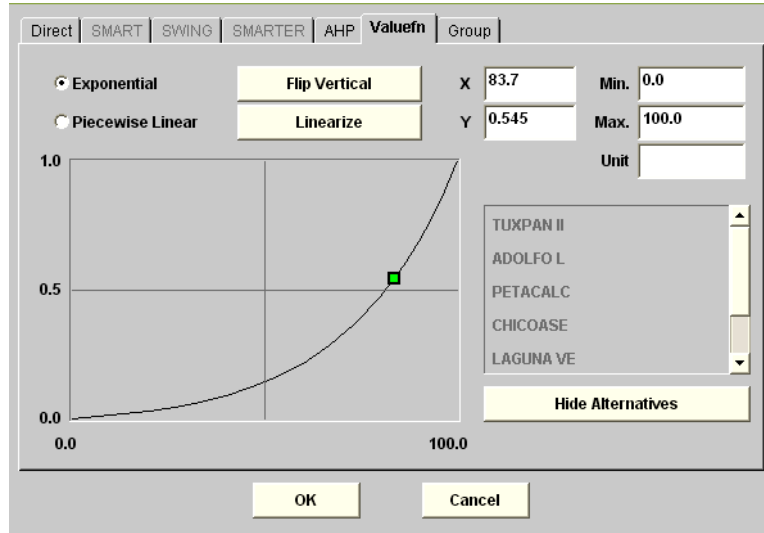 Direct SMART SWING SMARTER AHP Valuefn Group
Exponential Flip Vertical X 83.7 Min. 0.0
Piecewise Linear Linearize Y 0.545 Max. 100.0
Unit
1.0
0.5
0.0
0.0 100.0
TUXPAN II
ADOLFO L
PETACALC
CHICOASE
LAGUNA VE
Hide Alternatives
OK Cancel